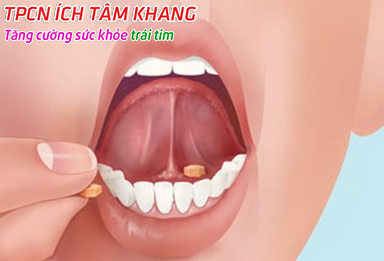 TPCN ÍCH TÂM KHANG
Tăng cường sức khỏe trái tim